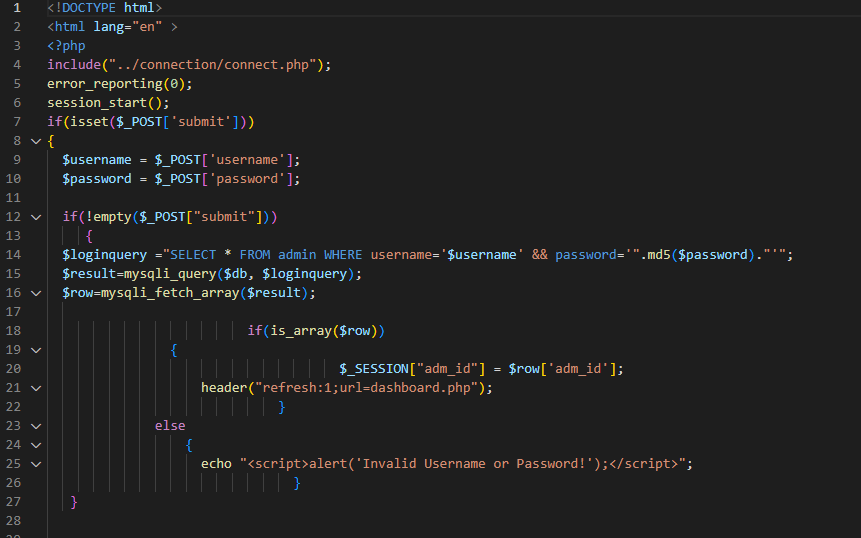 1 <!DOCTYPE html>
2 <html lang="en" >
3 <?php
4 include("../connection/connect.php");
5 error_reporting(0);
6 session_start();
7 if(isset($_POST['submit']))
8 {
9 $username = $_POST['username'];
10 $password = $_POST['password'];
11
12 if(!empty($_POST["submit"]))
13 {
14 $loginquery ="SELECT * FROM admin WHERE username='$username' && password='".md5($password)."'";
15 $result=mysqli_query($db, $loginquery);
16 $row=mysqli_fetch_array($result);
17
18 if(is_array($row))
19 {
20 $_SESSION["adm_id"] = $row['adm_id'];
21 header("refresh:1;url=dashboard.php");
22 }
23 else
24 {
25 echo "<script>alert('Invalid Username or Password!');</script>";
26 }
27 }
28
29